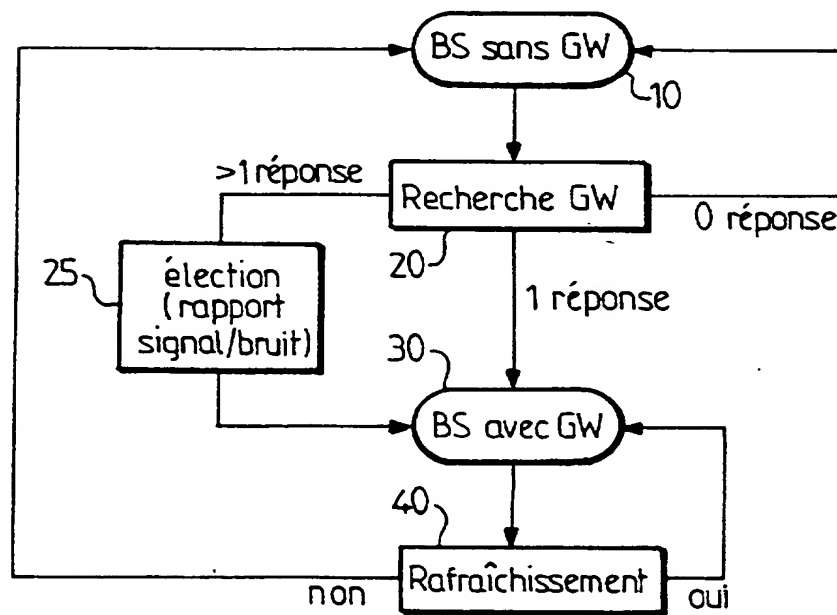 BS sans GW
10
>1 réponse
Recherche GW
0 réponse
20
25
élection
(rapport
signal/bruit)
1 réponse
30
BS avec GW
40
Rafraîchissement
non
oui